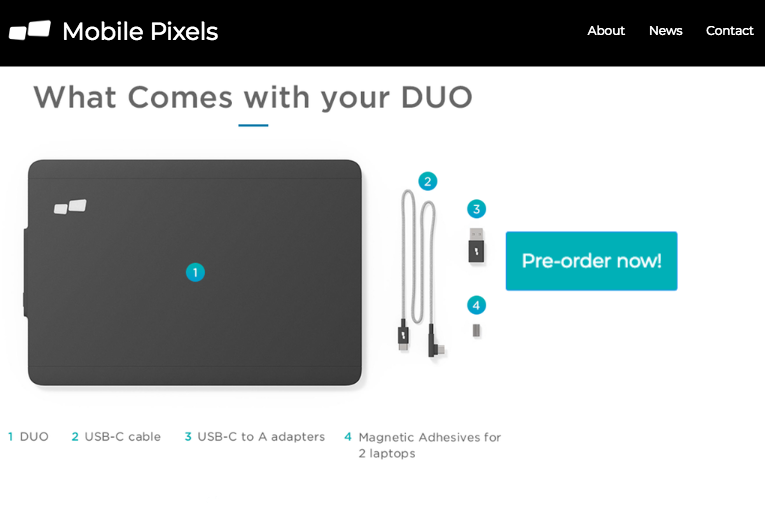 Mobile Pixels
About News Contact
What Comes with your DUO
1
2
3
4
Pre-order now!
1 DUO
2 USB-C cable
3 USB-C to A adapters
4 Magnetic Adhesives for
2 laptops